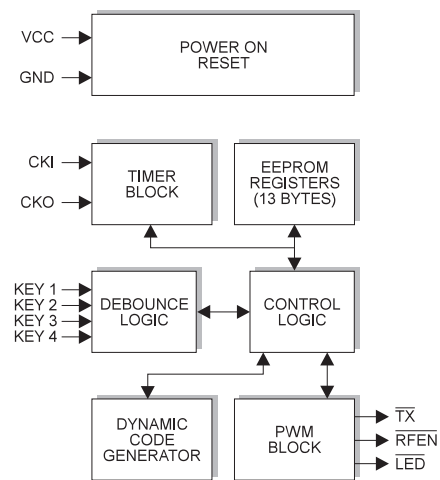 VCC
GND
POWER ON
RESET
CKI
CKO
TIMER
BLOCK
EEPROM
REGISTERS
(13 BYTES)
KEY 1
KEY 2
KEY 3
KEY 4
DEBOUNCE
LOGIC
CONTROL
LOGIC
DYNAMIC
CODE
GENERATOR
PWM
BLOCK
TX
RFEN
LED